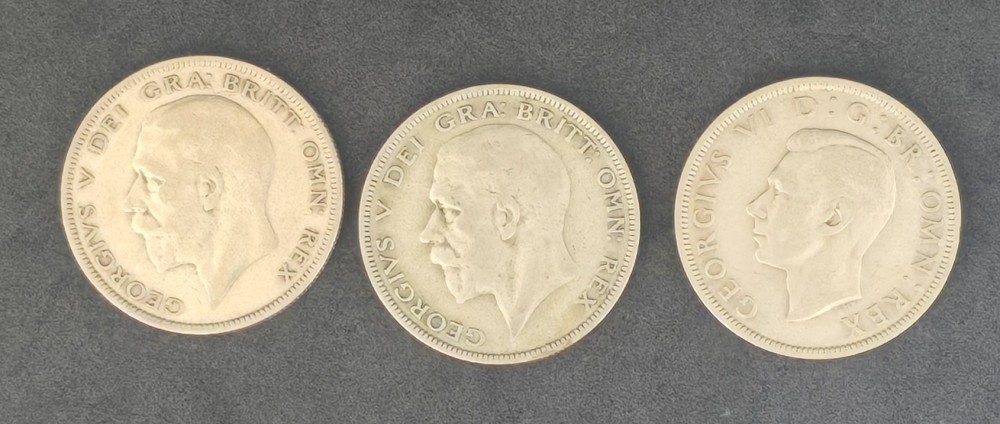 GEORGIVS V DEI GRA: BRITT: OMN: REX
GEORGIVS V DEI GRA: BRITT: OMN: REX
GEORGIVS VI D: G: BR: OMN: REX